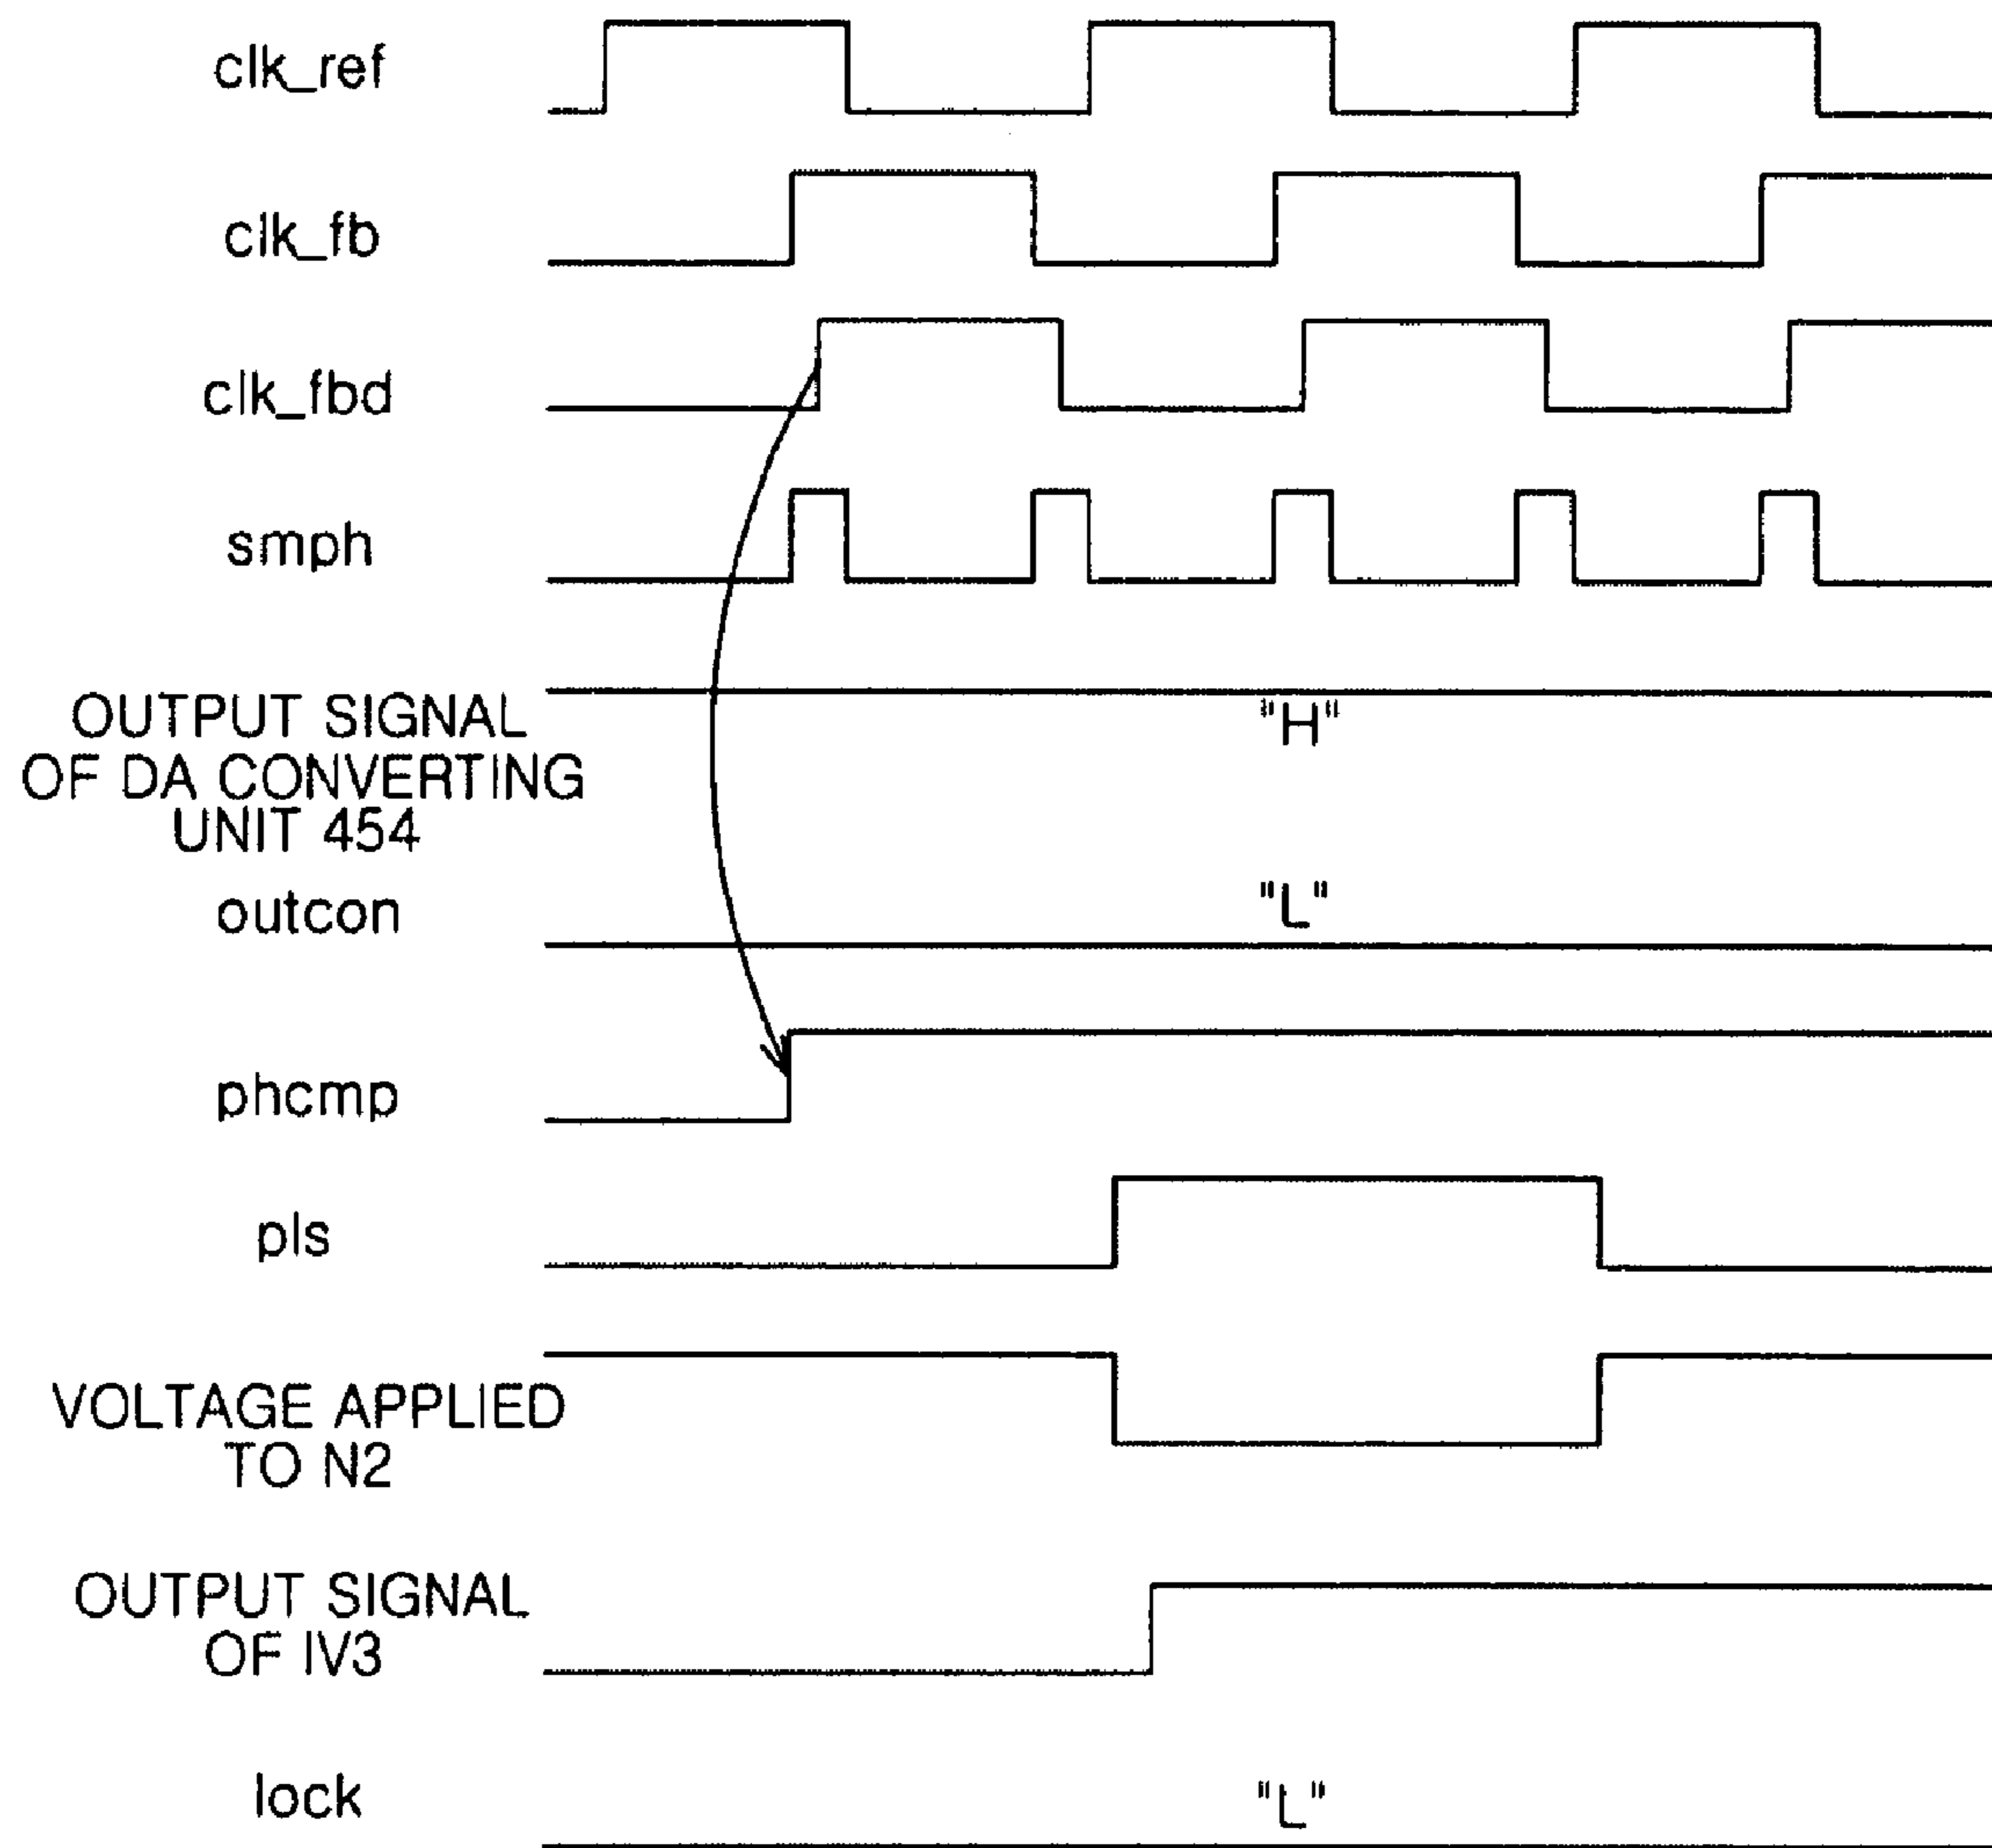 clk_ref
clk_fb
clk_fbd
smph
OUTPUT SIGNAL
OF DA CONVERTING
UNIT 454
"H"
outcon
"L"
phcmp
pls
VOLTAGE APPLIED
TO N2
OUTPUT SIGNAL
OF IV3
lock
"L"